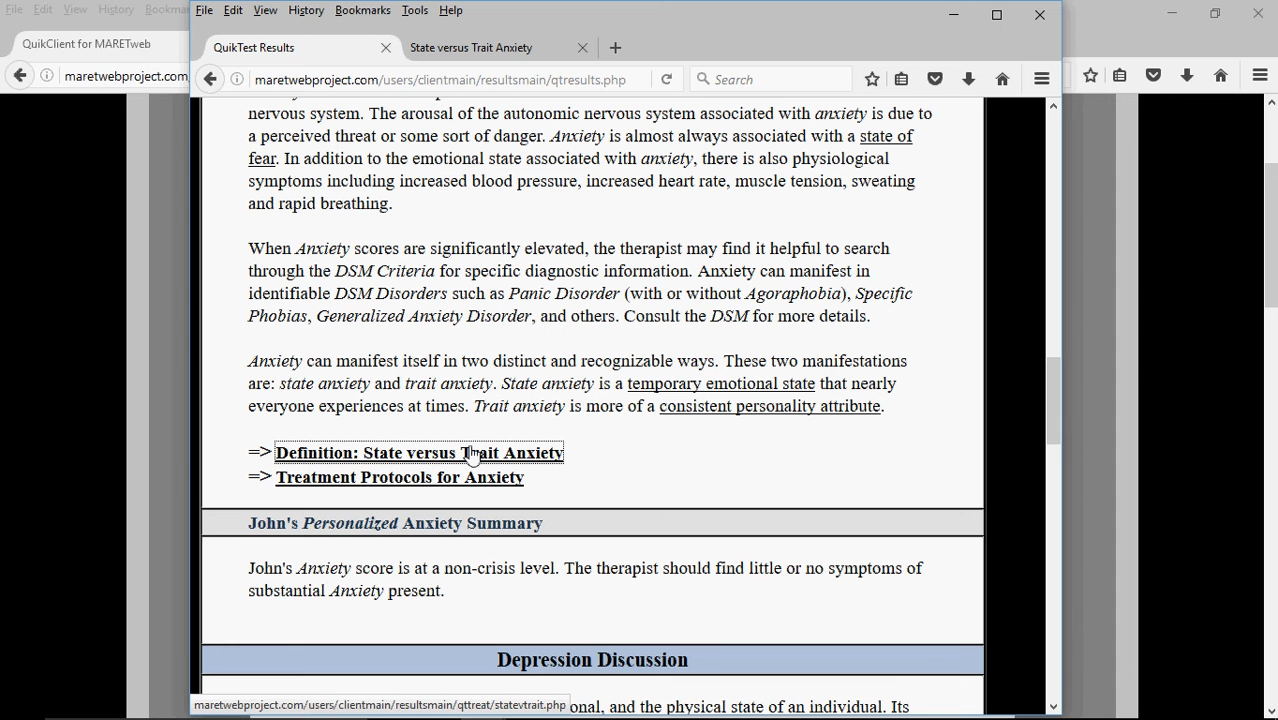 File Edit View History Bookmarks
File Edit View History Bookmarks Tools Help
QuikClient for MARETweb
QuikTest Results
State versus Trait Anxiety
maretwebproject.com
maretwebproject.com/users/clientmain/resultsmain/qtresults.php
Search
nervous system. The arousal of the autonomic nervous system associated with anxiety is due to
a perceived threat or some sort of danger. Anxiety is almost always associated with a state of
fear. In addition to the emotional state associated with anxiety, there is also physiological
symptoms including increased blood pressure, increased heart rate, muscle tension, sweating
and rapid breathing.
When Anxiety scores are significantly elevated, the therapist may find it helpful to search
through the DSM Criteria for specific diagnostic information. Anxiety can manifest in
identifiable DSM Disorders such as Panic Disorder (with or without Agoraphobia), Specific
Phobias, Generalized Anxiety Disorder, and others. Consult the DSM for more details.
Anxiety can manifest itself in two distinct and recognizable ways. These two manifestations
are: state anxiety and trait anxiety. State anxiety is a temporary emotional state that nearly
everyone experiences at times. Trait anxiety is more of a consistent personality attribute.
=> Definition: State versus Trait Anxiety
=> Treatment Protocols for Anxiety
John's Personalized Anxiety Summary
John's Anxiety score is at a non-crisis level. The therapist should find little or no symptoms of
substantial Anxiety present.
Depression Discussion
onal, and the physical state of an individual. Its
maretwebproject.com/users/clientmain/resultsmain/qttreat/statevtrait.php